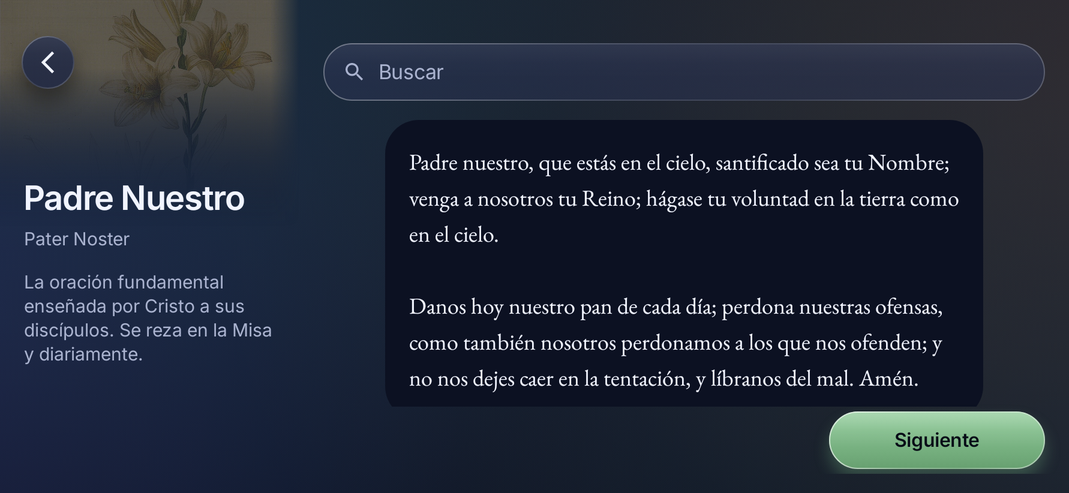 Buscar
Padre Nuestro
Pater Noster
La oración fundamental
enseñada por Cristo a sus
discípulos. Se reza en la Misa
y diariamente.
Padre nuestro, que estás en el cielo, santificado sea tu Nombre;
venga a nosotros tu Reino; hágase tu voluntad en la tierra como
en el cielo.
Danos hoy nuestro pan de cada día; perdona nuestras ofensas,
como también nosotros perdonamos a los que nos ofenden; y
no nos dejes caer en la tentación, y líbranos del mal. Amén.
Siguiente